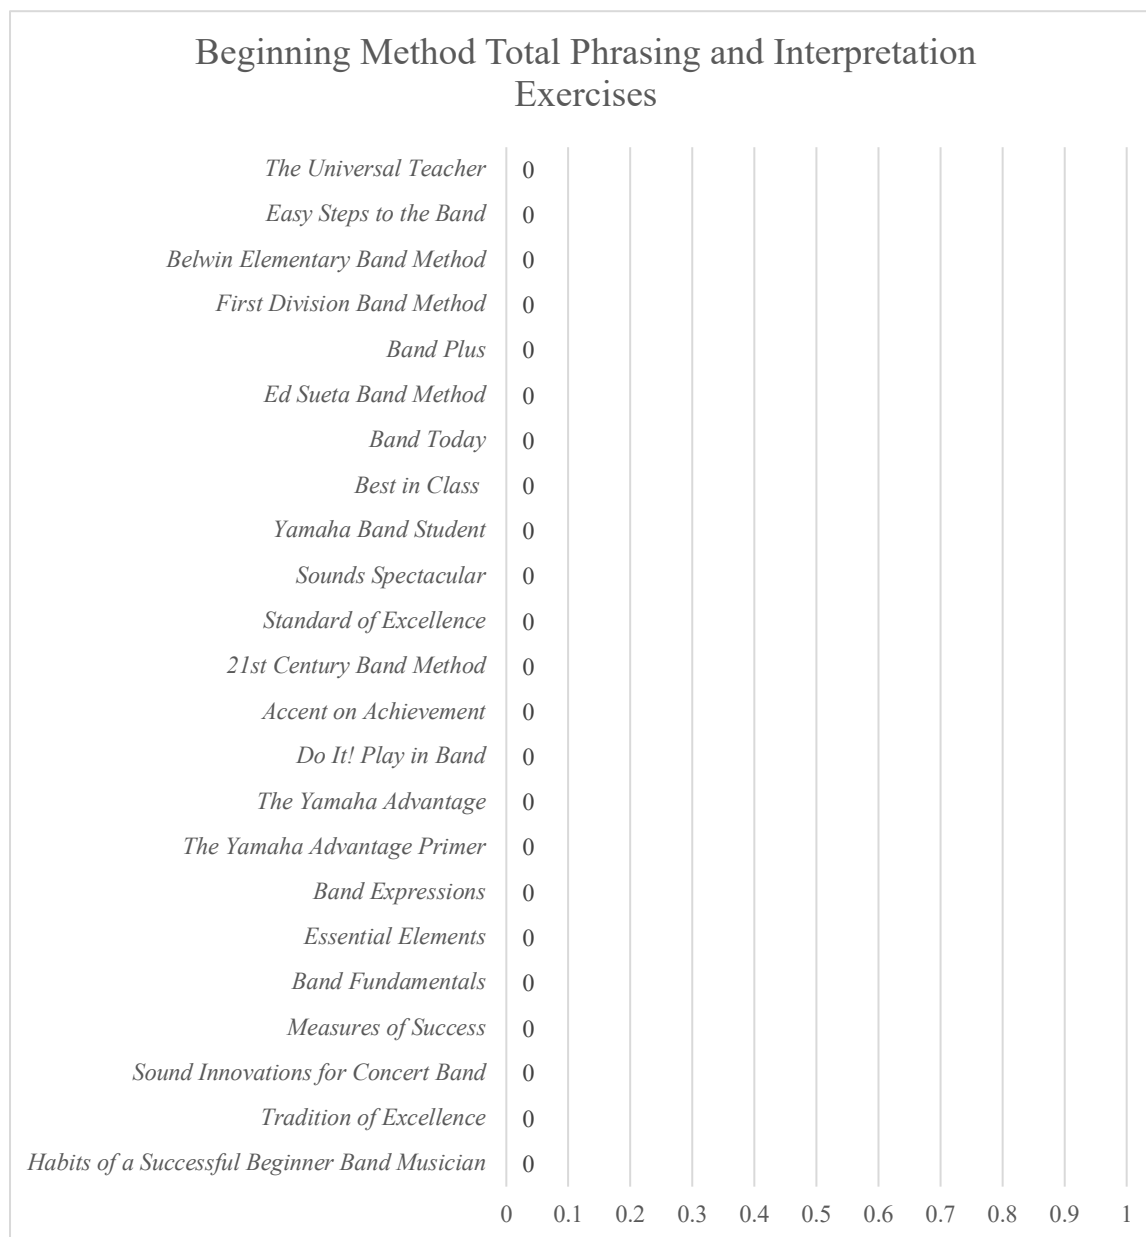 Beginning Method Total Phrasing and Interpretation
Exercises
The Universal Teacher 0
Easy Steps to the Band 0
Belwin Elementary Band Method 0
First Division Band Method 0
Band Plus 0
Ed Sueta Band Method 0
Band Today 0
Best in Class 0
Yamaha Band Student 0
Sounds Spectacular 0
Standard of Excellence 0
21st Century Band Method 0
Accent on Achievement 0
Do It! Play in Band 0
The Yamaha Advantage 0
The Yamaha Advantage Primer 0
Band Expressions 0
Essential Elements 0
Band Fundamentals 0
Measures of Success 0
Sound Innovations for Concert Band 0
Tradition of Excellence 0
Habits of a Successful Beginner Band Musician 0
0 0.1 0.2 0.3 0.4 0.5 0.6 0.7 0.8 0.9 1